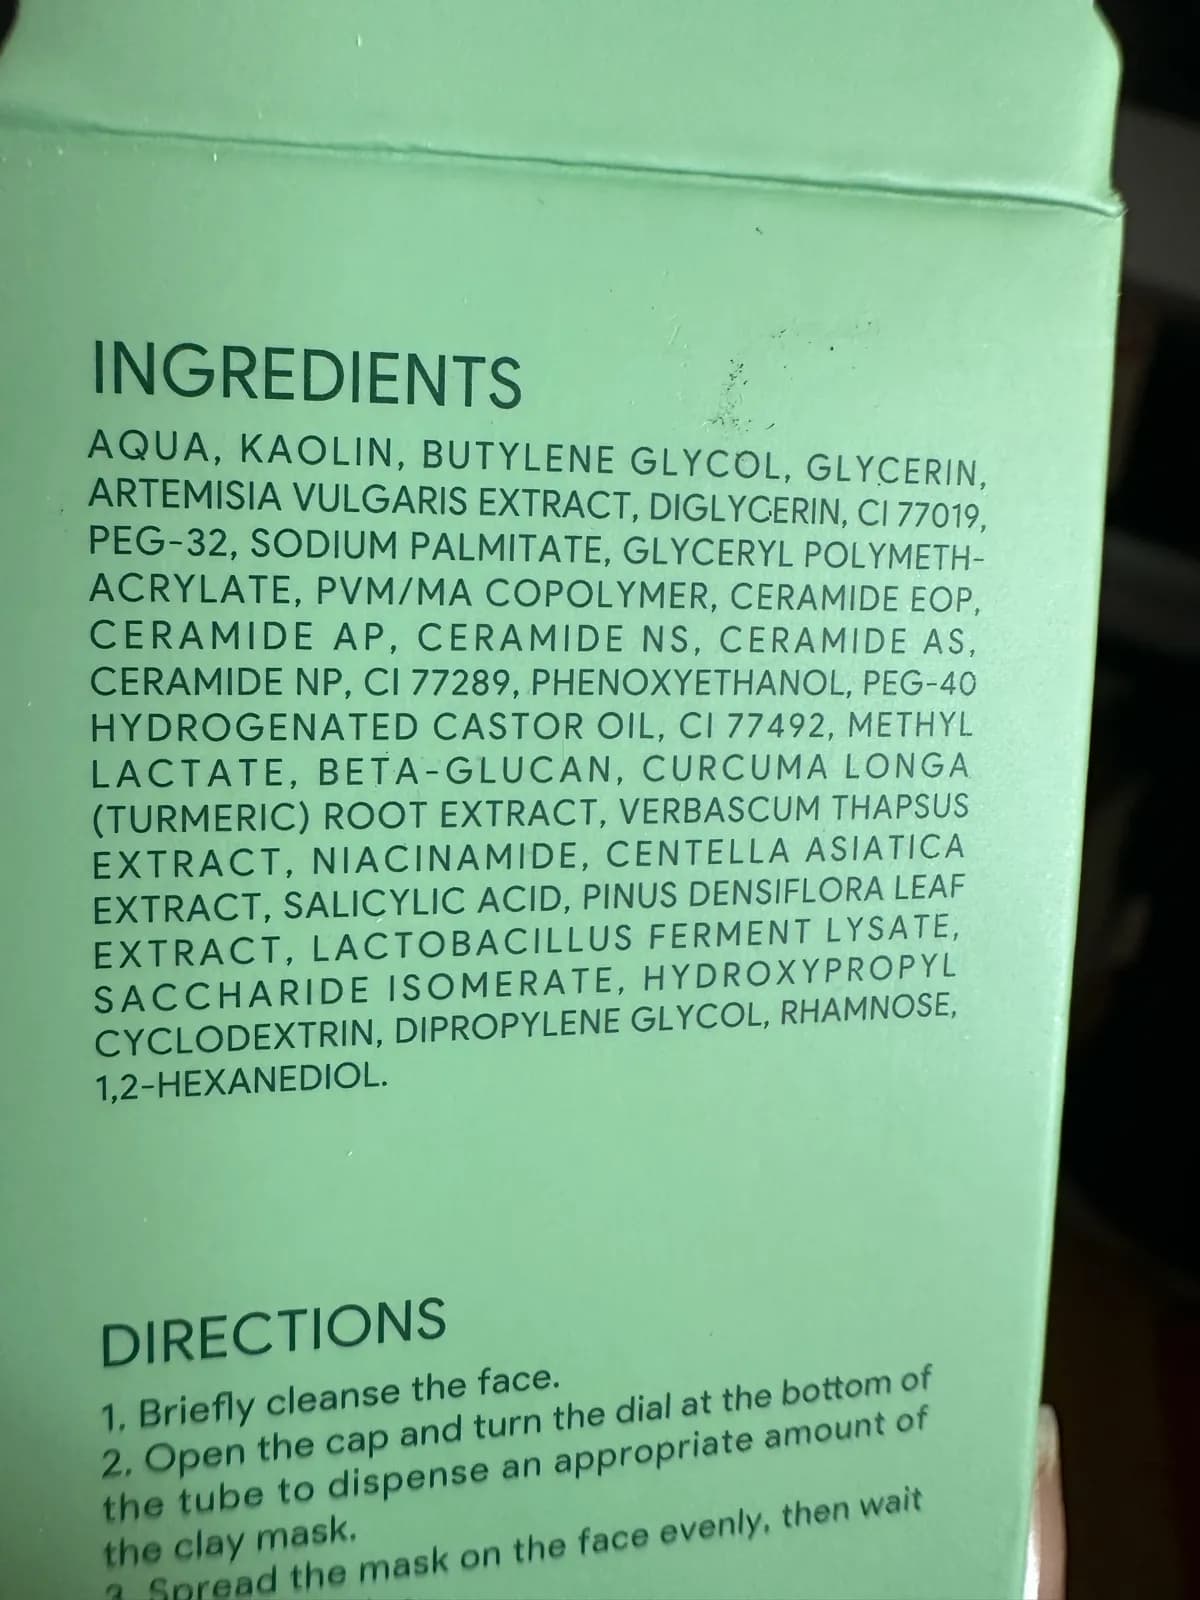 INGREDIENTS
AQUA, KAOLIN, BUTYLENE GLYCOL, GLYCERIN,
ARTEMISIA VULGARIS EXTRACT, DIGLYCERIN, CI 77019,
PEG-32, SODIUM PALMITATE, GLYCERYL POLYMETH-
ACRYLATE, PVM/MA COPOLYMER, CERAMIDE EOP,
CERAMIDE AP, CERAMIDE NS, CERAMIDE AS,
CERAMIDE NP, CI 77289, PHENOXYETHANOL, PEG-40
HYDROGENATED CASTOR OIL, CI 77492, METHYL
LACTATE, BETA-GLUCAN, CURCUMA LONGA
(TURMERIC) ROOT EXTRACT, VERBASCUM THAPSUS
EXTRACT, NIACINAMIDE, CENTELLA ASIATICA
EXTRACT, SALICYLIC ACID, PINUS DENSIFLORA LEAF
EXTRACT, LACTOBACILLUS FERMENT LYSATE,
SACCHARIDE ISOMERATE, HYDROXYPROPYL
CYCLODEXTRIN, DIPROPYLENE GLYCOL, RHAMNOSE,
1,2-HEXANEDIOL.
DIRECTIONS
1. Briefly cleanse the face.
2. Open the cap and turn the dial at the bottom of
the tube to dispense an appropriate amount of
the clay mask.
3. Spread the mask on the face evenly, then wait